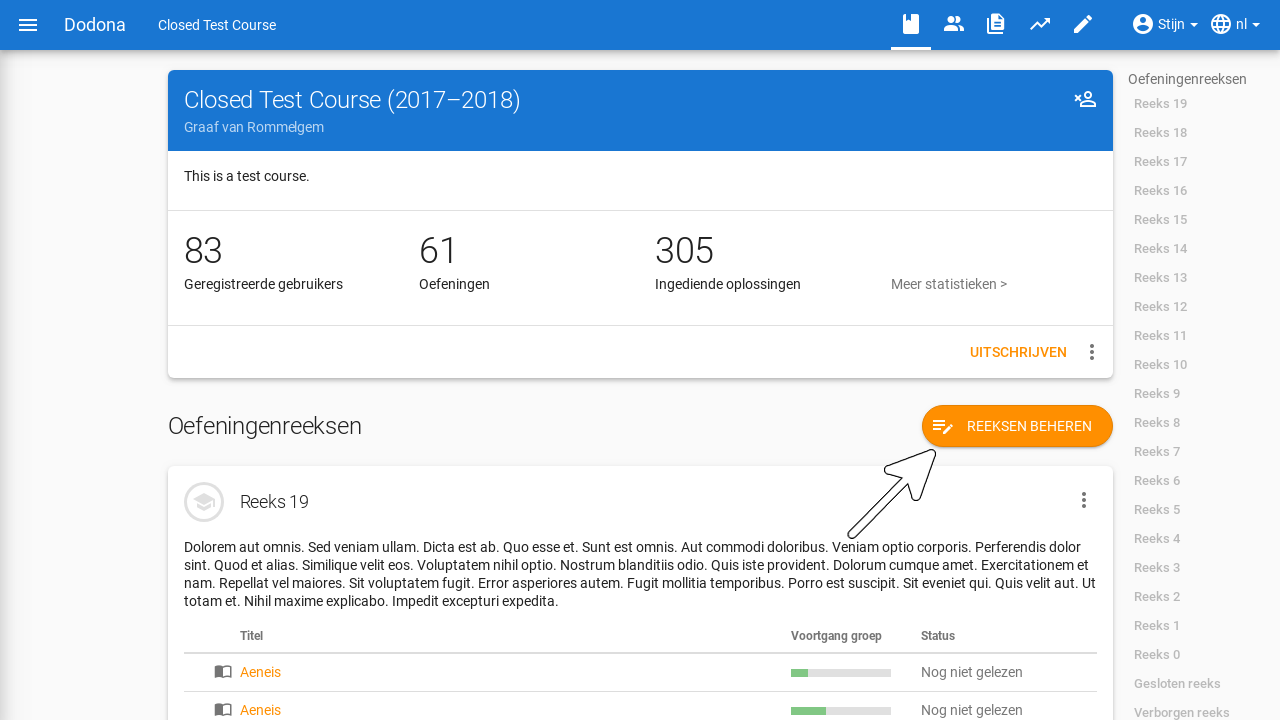 Dodona
Closed Test Course
Stijn
nl
Closed Test Course (2017–2018)
Graaf van Rommelgem
This is a test course.
83
61
305
Geregistreerde gebruikers
Oefeningen
Ingediende oplossingen
Meer statistieken >
UITSCHRIJVEN
Oefeningenreeksen
REEKSEN BEHEREN
Reeks 19
Dolorem aut omnis. Sed veniam ullam. Dicta est ab. Quo esse et. Sunt est omnis. Aut commodi doloribus. Veniam optio corporis. Perferendis dolor
sint. Quod et alias. Similique velit eos. Voluptatem nihil optio. Nostrum blanditiis odio. Quis iste provident. Dolorum cumque amet. Exercitationem et
nam. Repellat vel maiores. Sit voluptatem fugit. Error asperiores autem. Fugit mollitia temporibus. Porro est suscipit. Sit eveniet qui. Quis velit aut. Ut
totam et. Nihil maxime explicabo. Impedit excepturi expedita.
Titel
Voortgang groep
Status
Aeneis
Nog niet gelezen
Aeneis
Nog niet gelezen
Oefeningenreeksen
Reeks 19
Reeks 18
Reeks 17
Reeks 16
Reeks 15
Reeks 14
Reeks 13
Reeks 12
Reeks 11
Reeks 10
Reeks 9
Reeks 8
Reeks 7
Reeks 6
Reeks 5
Reeks 4
Reeks 3
Reeks 2
Reeks 1
Reeks 0
Gesloten reeks
Verborgen reeks